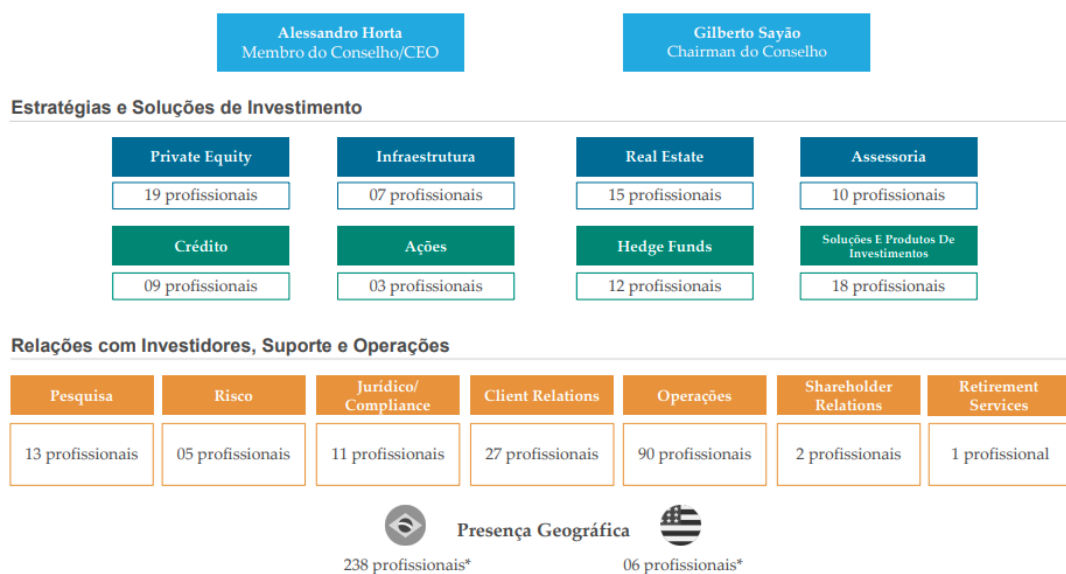 Alessandro Horta
Membro do Conselho/CEO
Gilberto Sayão
Chairman do Conselho
Estratégias e Soluções de Investimento
Private Equity
Infraestrutura
Real Estate
Assessoria
19 profissionais
07 profissionais
15 profissionais
10 profissionais
Crédito
Ações
Hedge Funds
Soluções E Produtos De
Investimentos
09 profissionais
03 profissionais
12 profissionais
18 profissionais
Relações com Investidores, Suporte e Operações
Pesquisa
Risco
Jurídico/
Compliance
Client Relations
Operações
Shareholder
Relations
Retirement
Services
13 profissionais
05 profissionais
11 profissionais
27 profissionais
90 profissionais
2 profissionais
1 profissional
Presença Geográfica
238 profissionais*
06 profissionais*